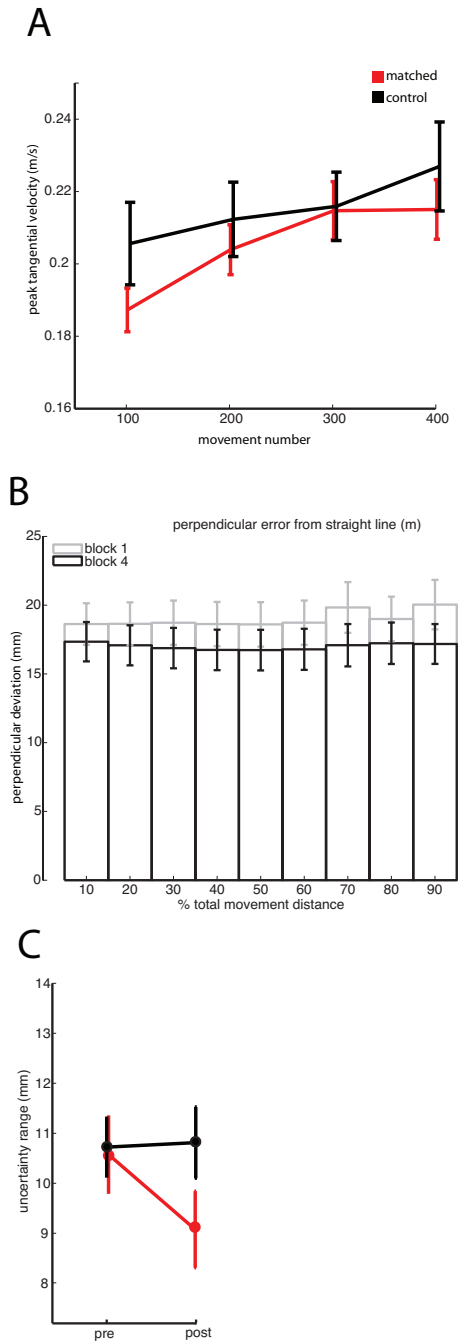 A
matched
control
0.24
0.22
0.2
0.18
0.16
peak tangential velocity (m/s)
100 200 300 400
movement number
B
perpendicular error from straight line (m)
block 1
block 4
25
20
15
10
5
0
perpendicular deviation (mm)
10 20 30 40 50 60 70 80 90
% total movement distance
C
14
13
12
11
10
9
8
uncertainty range (mm)
pre post